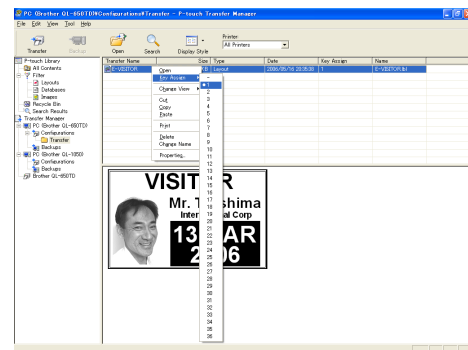 PC (Brother QL-650TD)¥Configurations¥Transfer - P-touch Transfer Manager
File Edit View Tool Help
Transfer Backup Open Search Display Style
Printer
All Printers
P-touch Library
All Contents
Filter
Layouts
Databases
Images
Recycle Bin
Search Results
Transfer Manager
PC (Brother QL-650TD)
Configurations
Transfer
Backups
PC (Brother QL-1050)
Configurations
Backups
Brother QL-650TD
Transfer Name Size Type Date Key Assign Name
E-VISITOR Layout 1 E-VISITOR.lbl
Open
Key Assign
Change View
Cut
Copy
Paste
Print
Delete
Change Name
Properties...
-
1
2
3
4
5
6
7
8
9
10
11
12
13
14
15
16
17
18
19
20
21
22
23
24
25
26
27
28
29
30
31
32
33
34
35
36
VISIT R
Mr. T shima
Inter al Corp
13 AR
2 06